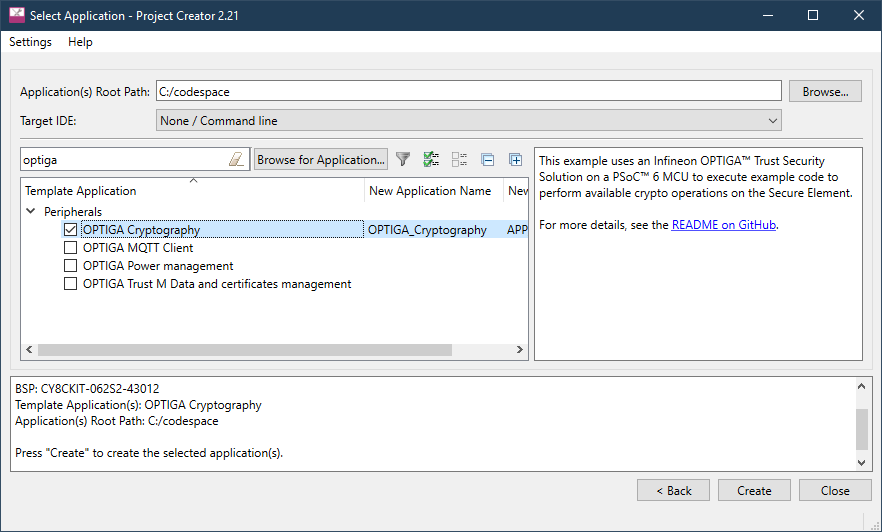 Select Application - Project Creator 2.21
Settings Help
Application(s) Root Path: C:/codespace Browse...
Target IDE: None / Command line
optiga Browse for Application...
Template Application New Application Name New
Peripherals
OPTIGA Cryptography OPTIGA_Cryptography APP
OPTIGA MQTT Client
OPTIGA Power management
OPTIGA Trust M Data and certificates management
This example uses an Infineon OPTIGA™ Trust Security
Solution on a PSoC™ 6 MCU to execute example code to
perform available crypto operations on the Secure Element.
For more details, see the README on GitHub.
BSP: CY8CKIT-062S2-43012
Template Application(s): OPTIGA Cryptography
Application(s) Root Path: C:/codespace
Press "Create" to create the selected application(s).
< Back Create Close